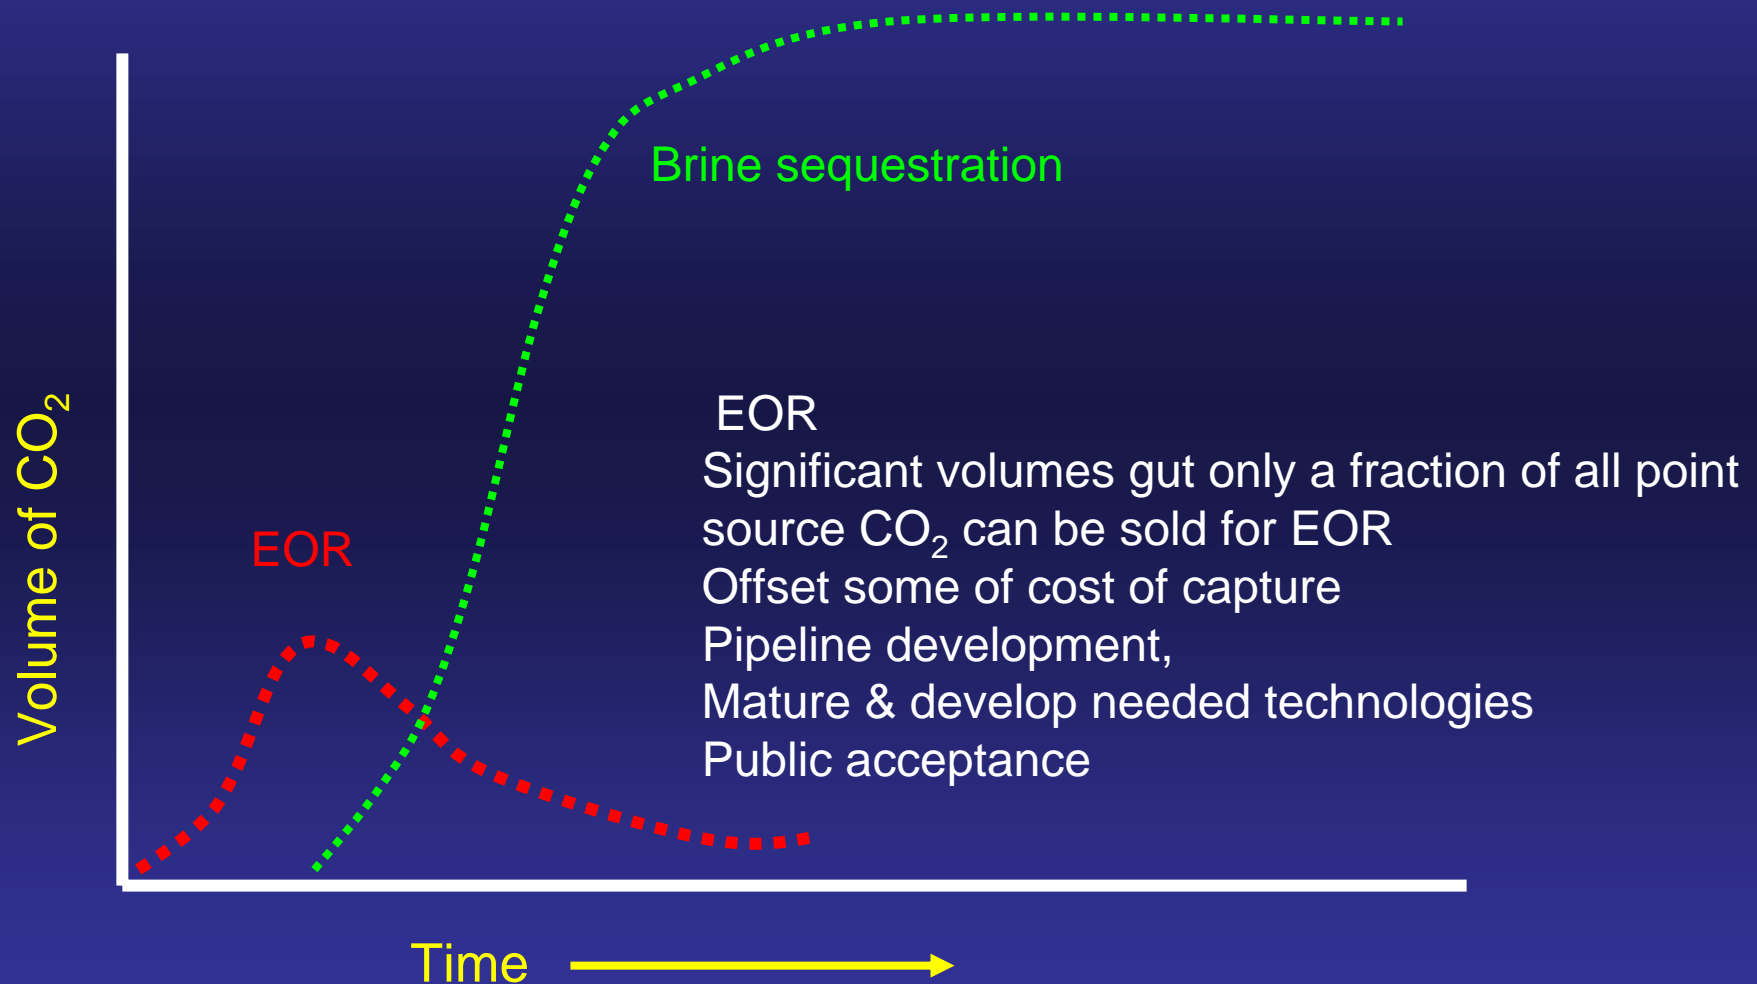 Brine sequestration
EOR
Volume of CO₂
EOR
Significant volumes gut only a fraction of all point
source CO₂ can be sold for EOR
Offset some of cost of capture
Pipeline development,
Mature & develop needed technologies
Public acceptance
Time